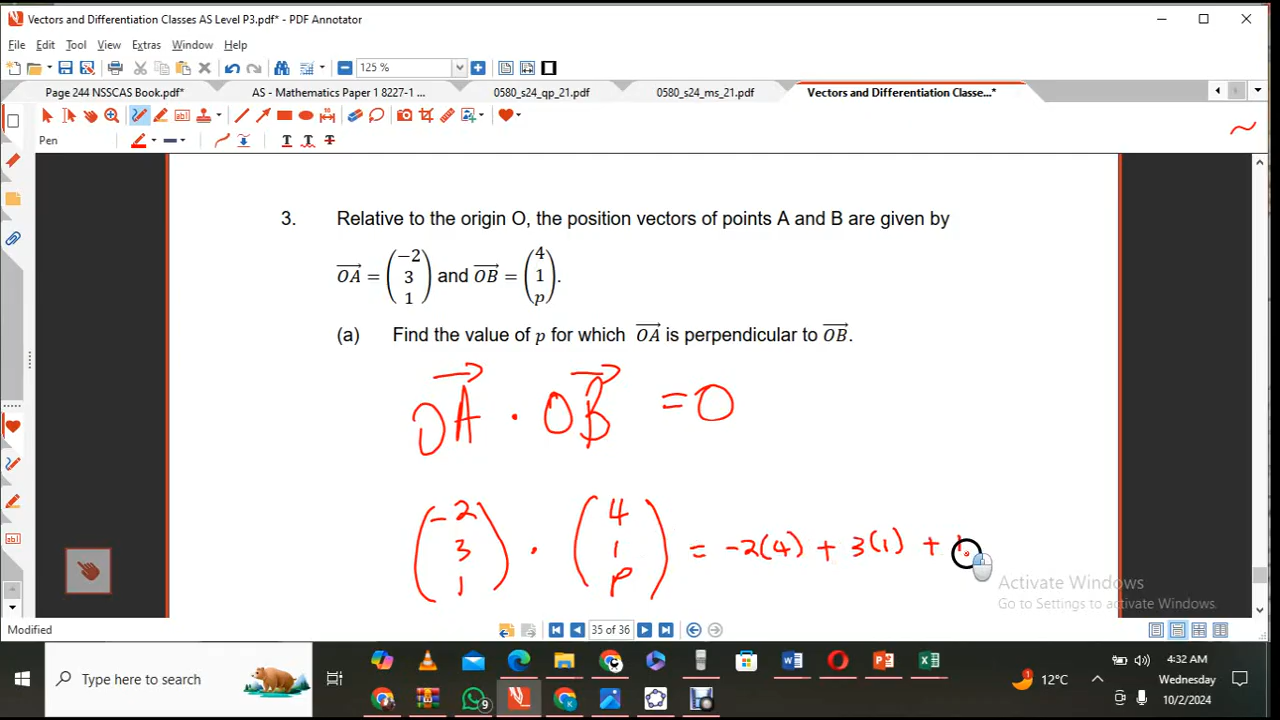 Vectors and Differentiation Classes AS Level P3.pdf* - PDF Annotator
File Edit Tool View Extras Window Help
125 %
Page 244 NSSCAS Book.pdf* AS - Mathematics Paper 1 8227-1 ... 0580_s24_qp_21.pdf 0580_s24_ms_21.pdf Vectors and Differentiation Classe...*
Pen
3. Relative to the origin O, the position vectors of points A and B are given by
OA = (−2 3 1) and OB = (4 1 p).
(a) Find the value of p for which OA is perpendicular to OB.
OA · OB = 0
(-2 3 1) · (4 1 p) = -2(4) + 3(1) + 1
Activate Windows
Go to Settings to activate Windows.
Modified
35 of 36
Type here to search
9
12°C
4:32 AM
Wednesday
10/2/2024